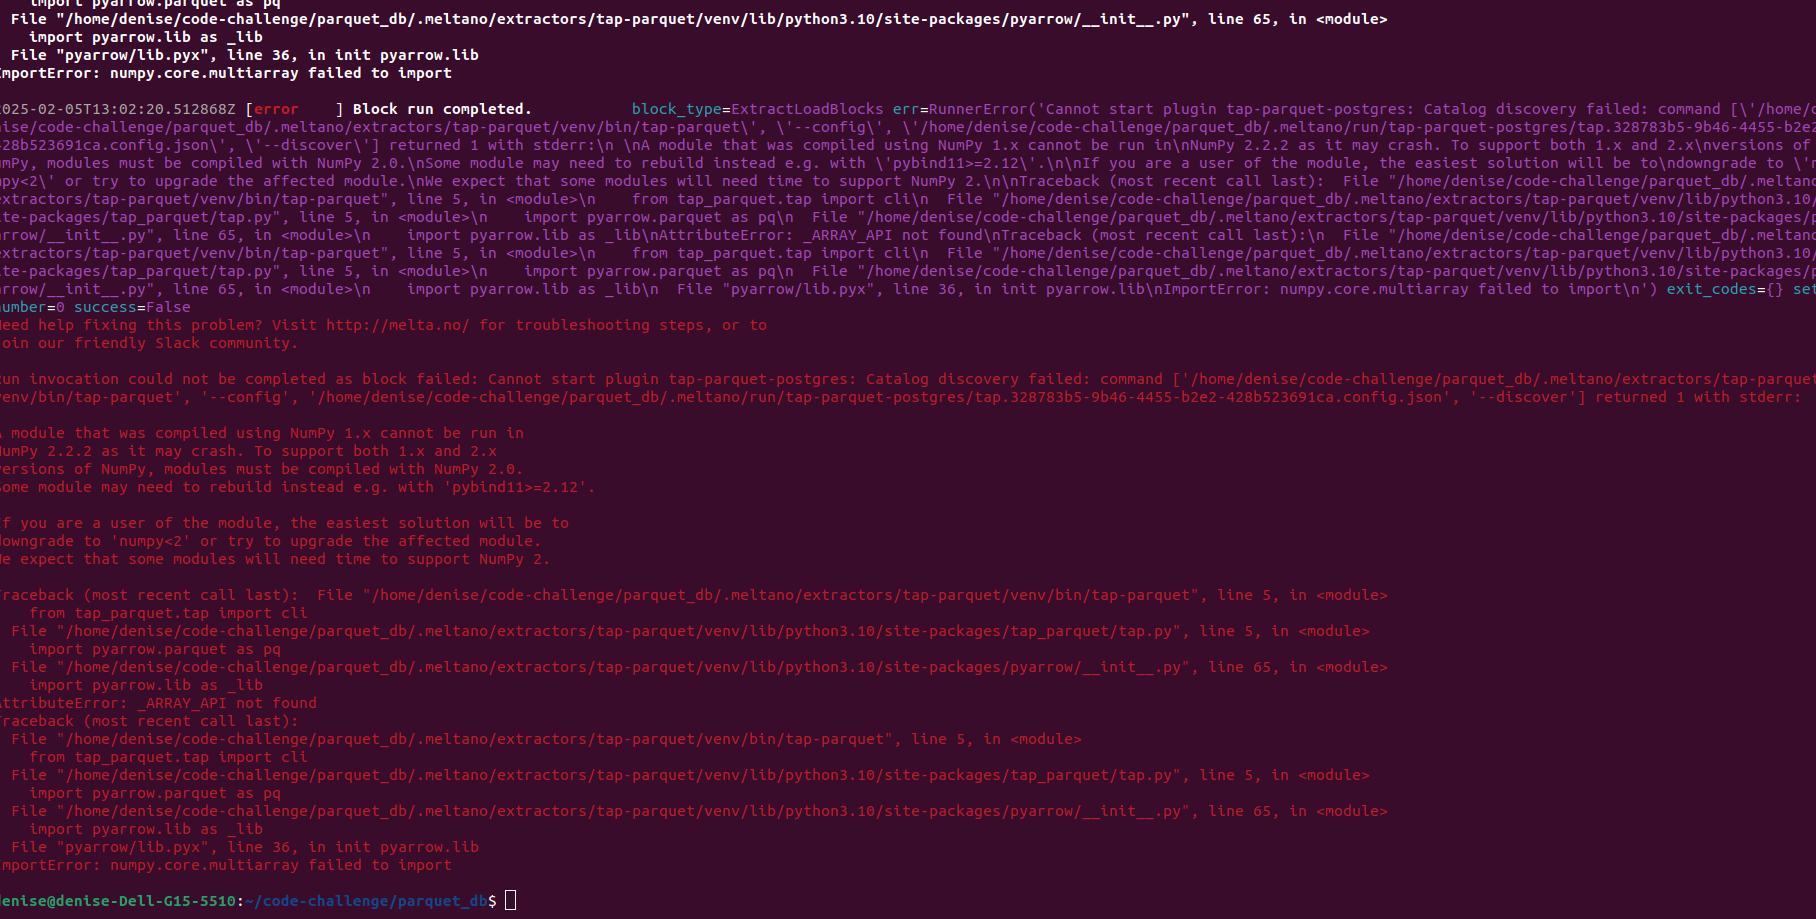 import pyarrow.parquet as pq
File "/home/denise/code-challenge/parquet_db/.meltano/extractors/tap-parquet/venv/lib/python3.10/site-packages/pyarrow/__init__.py", line 65, in <module>
import pyarrow.lib as _lib
File "pyarrow/lib.pyx", line 36, in init pyarrow.lib
ImportError: numpy.core.multiarray failed to import
025-02-05T13:02:20.512868Z [error ] Block run completed. block_type=ExtractLoadBlocks err=RunnerError('Cannot start plugin tap-parquet-postgres: Catalog discovery failed: command [\'/home/d
nise/code-challenge/parquet_db/.meltano/extractors/tap-parquet/venv/bin/tap-parquet\', \'--config\', \'/home/denise/code-challenge/parquet_db/.meltano/run/tap-parquet-postgres/tap.328783b5-9b46-4455-b2e2
428b523691ca.config.json\', \'--discover\'] returned 1 with stderr:\n \nA module that was compiled using NumPy 1.x cannot be run in\nNumPy 2.2.2 as it may crash. To support both 1.x and 2.x\nversions of
umPy, modules must be compiled with NumPy 2.0.\nSome module may need to rebuild instead e.g. with \'pybind11>=2.12\'.\n\nIf you are a user of the module, the easiest solution will be to\ndowngrade to \'n
mpy<2\' or try to upgrade the affected module.\nWe expect that some modules will need time to support NumPy 2.\n\nTraceback (most recent call last):  File "/home/denise/code-challenge/parquet_db/.meltano
extractors/tap-parquet/venv/bin/tap-parquet", line 5, in <module>\n    from tap_parquet.tap import cli\n  File "/home/denise/code-challenge/parquet_db/.meltano/extractors/tap-parquet/venv/lib/python3.10/
ite-packages/tap_parquet/tap.py", line 5, in <module>\n    import pyarrow.parquet as pq\n  File "/home/denise/code-challenge/parquet_db/.meltano/extractors/tap-parquet/venv/lib/python3.10/site-packages/p
arrow/__init__.py", line 65, in <module>\n    import pyarrow.lib as _lib\nAttributeError: _ARRAY_API not found\nTraceback (most recent call last):\n  File "/home/denise/code-challenge/parquet_db/.meltano
extractors/tap-parquet/venv/bin/tap-parquet", line 5, in <module>\n    from tap_parquet.tap import cli\n  File "/home/denise/code-challenge/parquet_db/.meltano/extractors/tap-parquet/venv/lib/python3.10/
ite-packages/tap_parquet/tap.py", line 5, in <module>\n    import pyarrow.parquet as pq\n  File "/home/denise/code-challenge/parquet_db/.meltano/extractors/tap-parquet/venv/lib/python3.10/site-packages/p
arrow/__init__.py", line 65, in <module>\n    import pyarrow.lib as _lib\n  File "pyarrow/lib.pyx", line 36, in init pyarrow.lib\nImportError: numpy.core.multiarray failed to import\n') exit_codes={} set
number=0 success=False
Need help fixing this problem? Visit http://melta.no/ for troubleshooting steps, or to
join our friendly Slack community.
Run invocation could not be completed as block failed: Cannot start plugin tap-parquet-postgres: Catalog discovery failed: command ['/home/denise/code-challenge/parquet_db/.meltano/extractors/tap-parquet
venv/bin/tap-parquet', '--config', '/home/denise/code-challenge/parquet_db/.meltano/run/tap-parquet-postgres/tap.328783b5-9b46-4455-b2e2-428b523691ca.config.json', '--discover'] returned 1 with stderr:
A module that was compiled using NumPy 1.x cannot be run in
NumPy 2.2.2 as it may crash. To support both 1.x and 2.x
versions of NumPy, modules must be compiled with NumPy 2.0.
Some module may need to rebuild instead e.g. with 'pybind11>=2.12'.
If you are a user of the module, the easiest solution will be to
downgrade to 'numpy<2' or try to upgrade the affected module.
We expect that some modules will need time to support NumPy 2.
Traceback (most recent call last):  File "/home/denise/code-challenge/parquet_db/.meltano/extractors/tap-parquet/venv/bin/tap-parquet", line 5, in <module>
from tap_parquet.tap import cli
File "/home/denise/code-challenge/parquet_db/.meltano/extractors/tap-parquet/venv/lib/python3.10/site-packages/tap_parquet/tap.py", line 5, in <module>
import pyarrow.parquet as pq
File "/home/denise/code-challenge/parquet_db/.meltano/extractors/tap-parquet/venv/lib/python3.10/site-packages/pyarrow/__init__.py", line 65, in <module>
import pyarrow.lib as _lib
AttributeError: _ARRAY_API not found
Traceback (most recent call last):
File "/home/denise/code-challenge/parquet_db/.meltano/extractors/tap-parquet/venv/bin/tap-parquet", line 5, in <module>
from tap_parquet.tap import cli
File "/home/denise/code-challenge/parquet_db/.meltano/extractors/tap-parquet/venv/lib/python3.10/site-packages/tap_parquet/tap.py", line 5, in <module>
import pyarrow.parquet as pq
File "/home/denise/code-challenge/parquet_db/.meltano/extractors/tap-parquet/venv/lib/python3.10/site-packages/pyarrow/__init__.py", line 65, in <module>
import pyarrow.lib as _lib
File "pyarrow/lib.pyx", line 36, in init pyarrow.lib
ImportError: numpy.core.multiarray failed to import
denise@denise-Dell-G15-5510:~/code-challenge/parquet_db$